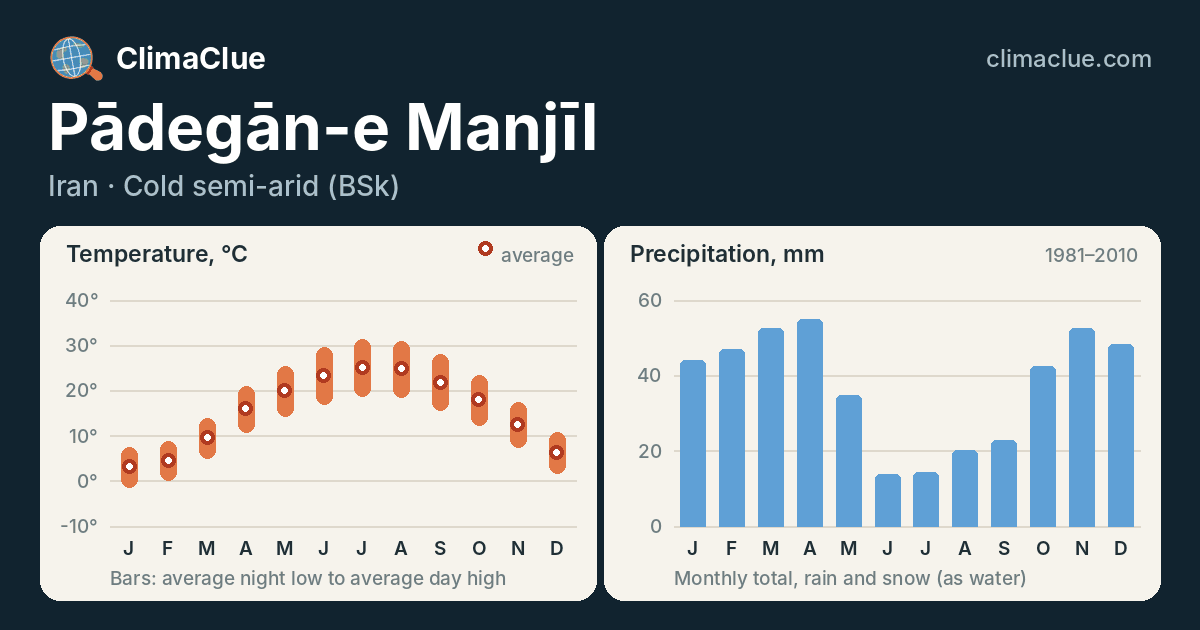 ClimaClue
climaclue.com
Pādegān-e Manjīl
Iran · Cold semi-arid (BSk)
Temperature, °C
average
40°
30°
20°
10°
0°
-10°
J F M A M J J A S O N D
Bars: average night low to average day high
Precipitation, mm
1981–2010
60
40
20
0
J F M A M J J A S O N D
Monthly total, rain and snow (as water)